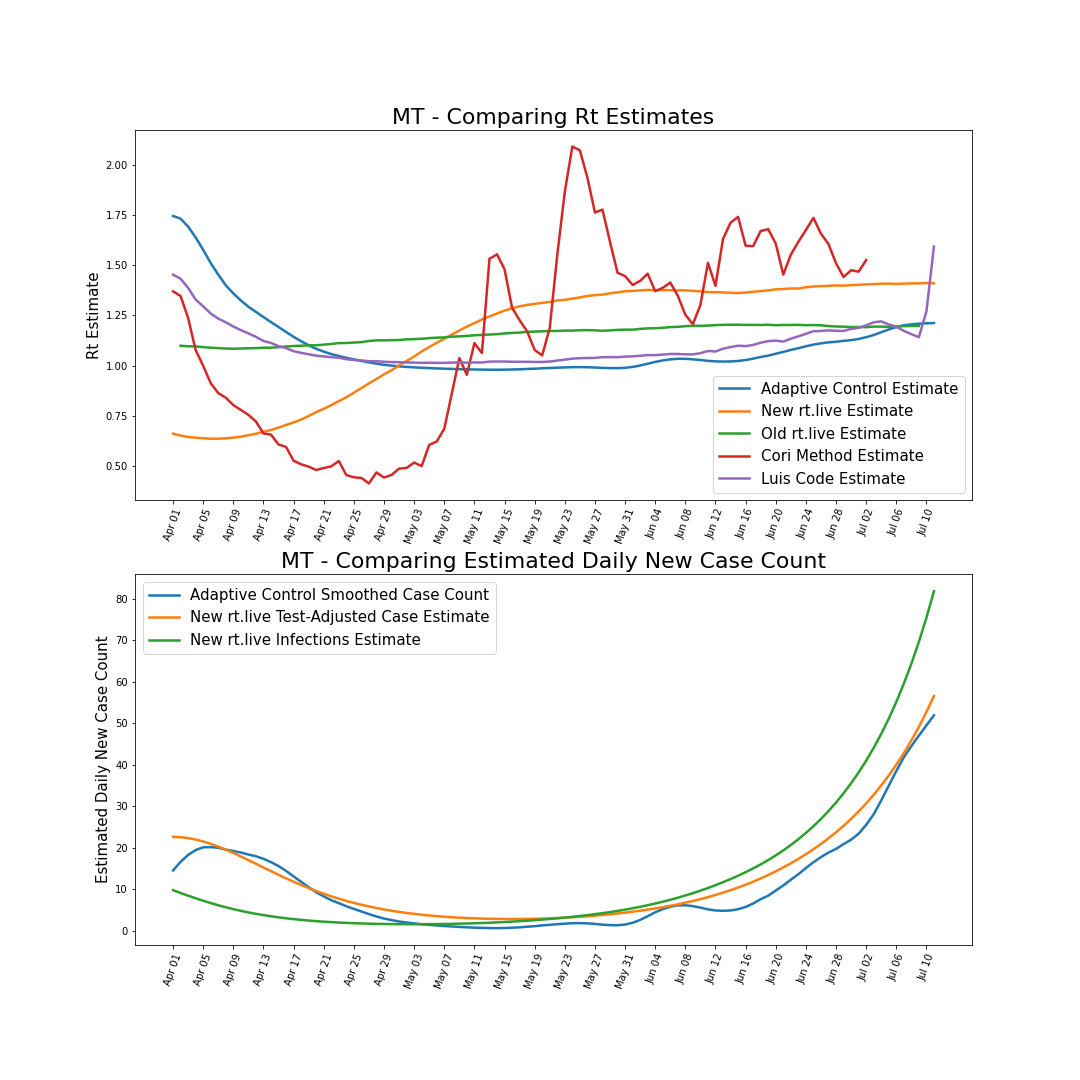 MT - Comparing Rt Estimates
Rt Estimate
2.00
1.75
1.50
1.25
1.00
0.75
0.50
Adaptive Control Estimate
New rt.live Estimate
Old rt.live Estimate
Cori Method Estimate
Luis Code Estimate
Apr 01 Apr 05 Apr 09 Apr 13 Apr 17 Apr 21 Apr 25 Apr 29 May 03 May 07 May 11 May 15 May 19 May 23 May 27 May 31 Jun 04 Jun 08 Jun 12 Jun 16 Jun 20 Jun 24 Jun 28 Jul 02 Jul 06 Jul 10
MT - Comparing Estimated Daily New Case Count
Estimated Daily New Case Count
80
70
60
50
40
30
20
10
0
Adaptive Control Smoothed Case Count
New rt.live Test-Adjusted Case Estimate
New rt.live Infections Estimate
Apr 01 Apr 05 Apr 09 Apr 13 Apr 17 Apr 21 Apr 25 Apr 29 May 03 May 07 May 11 May 15 May 19 May 23 May 27 May 31 Jun 04 Jun 08 Jun 12 Jun 16 Jun 20 Jun 24 Jun 28 Jul 02 Jul 06 Jul 10